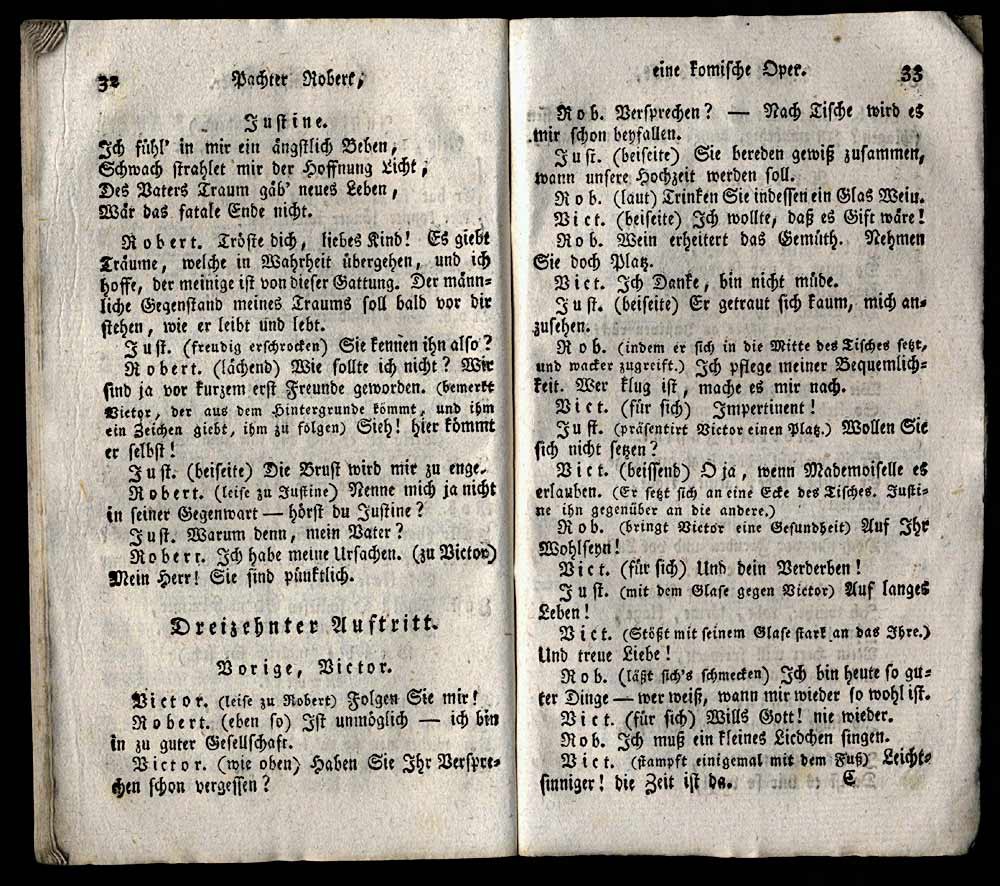 32 Pachter Robert,
Justine.
Ich fühl' in mir ein ängstlich Beben,
Schwach strahlet mir der Hoffnung Licht,
Des Vaters Traum gäb' neues Leben,
Wär das fatale Ende nicht.
Robert. Tröste dich, liebes Kind! Es giebt
Träume, welche in Wahrheit übergehen, und ich
hoffe, der meinige ist von dieser Gattung. Der männ-
liche Gegenstand meines Traums soll bald vor dir
stehen, wie er leibt und lebt.
Just. (freudig erschrocken) Sie kennen ihn also?
Robert. (lächend) Wie sollte ich nicht? Wir
sind ja vor kurzem erst Freunde geworden. (bemerkt
Victor, der aus dem Hintergrunde kömmt, und ihm
ein Zeichen giebt, ihm zu folgen) Sieh! hier kömmt
er selbst!
Just. (beiseite) Die Brust wird mir zu enge.
Robert. (leise zu Justine) Nenne mich ja nicht
in seiner Gegenwart — hörst du Justine?
Just. Warum denn, mein Vater?
Robert. Ich habe meine Ursachen. (zu Victor)
Mein Herr! Sie sind pünktlich.
Dreizehnter Auftritt.
Vorige, Victor.
Victor. (leise zu Robert) Folgen Sie mir!
Robert. (eben so) Ist unmöglich — ich bin
in zu guter Gesellschaft.
Victor. (wie oben) Haben Sie Ihr Verspre-
chen schon vergessen?
eine komische Oper. 33
Rob. Versprechen? — Nach Tische wird es
mir schon beyfallen.
Just. (beiseite) Sie bereden gewiß zusammen,
wann unsere Hochzeit werden soll.
Rob. (laut) Trinken Sie indessen ein Glas Wein.
Vict. (beiseite) Ich wollte, daß es Gift wäre!
Rob. Wein erheitert das Gemüth. Nehmen
Sie doch Platz.
Vict. Ich Danke, bin nicht müde.
Just. (beiseite) Er getraut sich kaum, mich an-
zusehen.
Rob. (indem er sich in die Mitte des Tisches setzt,
und wacker zugreift.) Ich pflege meiner Bequemlich-
keit. Wer klug ist, mache es mir nach.
Vict. (für sich) Impertinent!
Just. (präsentirt Victor einen Platz.) Wollen Sie
sich nicht setzen?
Vict. (beissend) O ja, wenn Mademoiselle es
erlauben. (Er setzt sich an eine Ecke des Tisches. Justi-
ne ihn gegenüber an die andere.)
Rob. (bringt Victor eine Gesundheit) Auf Ihr
Wohlseyn!
Vict. (für sich) Und dein Verderben!
Just. (mit dem Glase gegen Victor) Auf langes
Leben!
Vict. (Stößt mit seinem Glase stark an das Ihre.)
Und treue Liebe!
Rob. (läßt sich's schmecken) Ich bin heute so gu-
ter Dinge — wer weiß, wann mir wieder so wohl ist.
Vict. (für sich) Wills Gott! nie wieder.
Rob. Ich muß ein kleines Liedchen singen.
Vict. (stampft einigemal mit dem Fuß) Leicht-
sinniger! die Zeit ist da. C